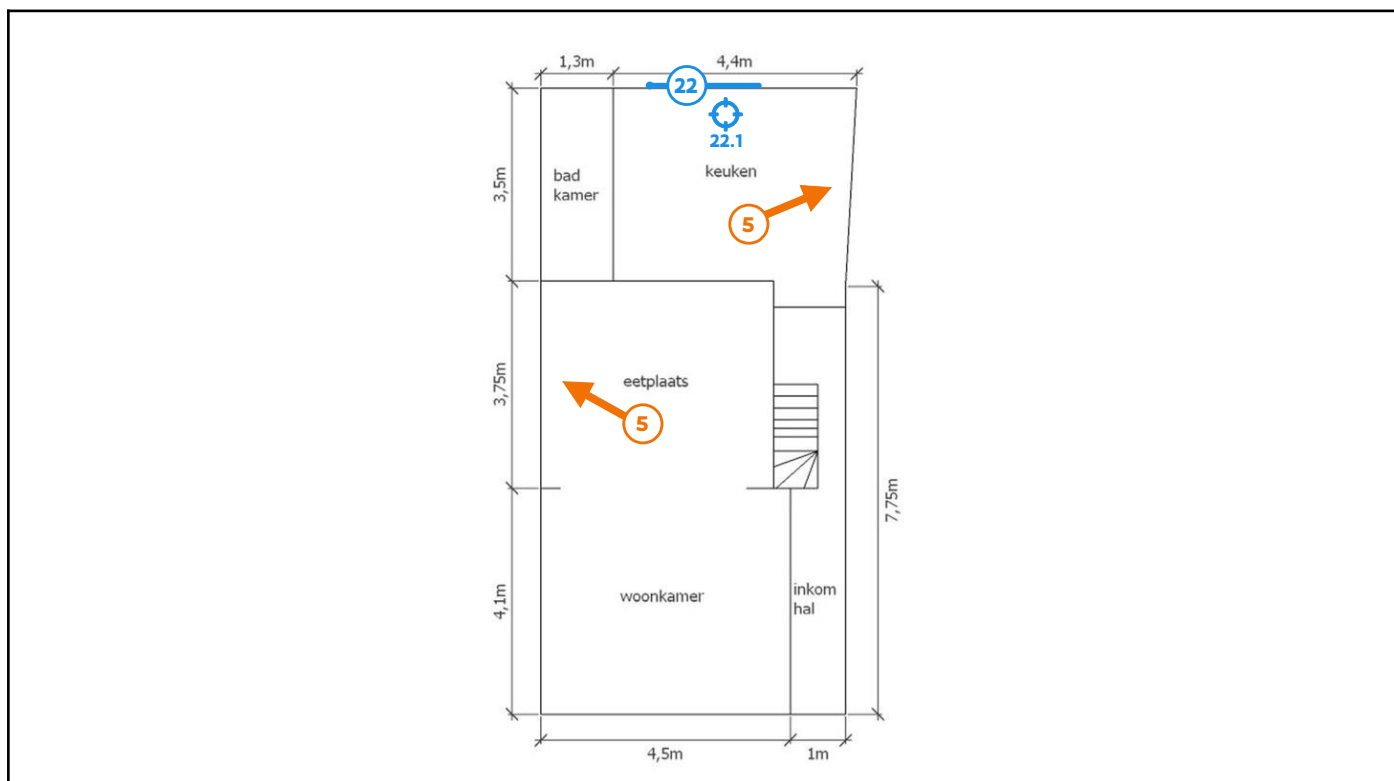 1,3m
4,4m
22
22.1
keuken
bad
kamer
3,5m
5
eetplaats
3,75m
5
7,75m
woonkamer
inkom
hal
4,1m
4,5m
1m